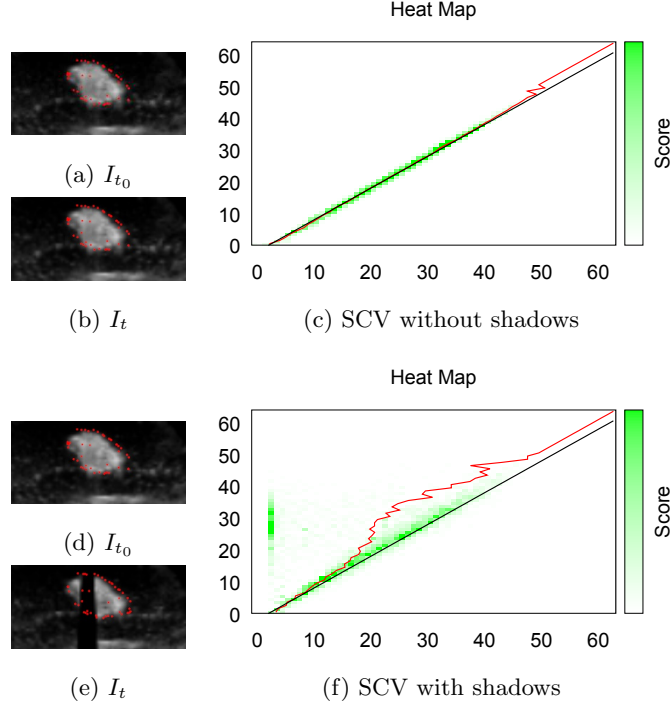 Heat Map
60
50
40
30
20
10
0
0 10 20 30 40 50 60
Score
(a) I_{t_0}
(b) I_t
(c) SCV without shadows
Heat Map
60
50
40
30
20
10
0
0 10 20 30 40 50 60
Score
(d) I_{t_0}
(e) I_t
(f) SCV with shadows